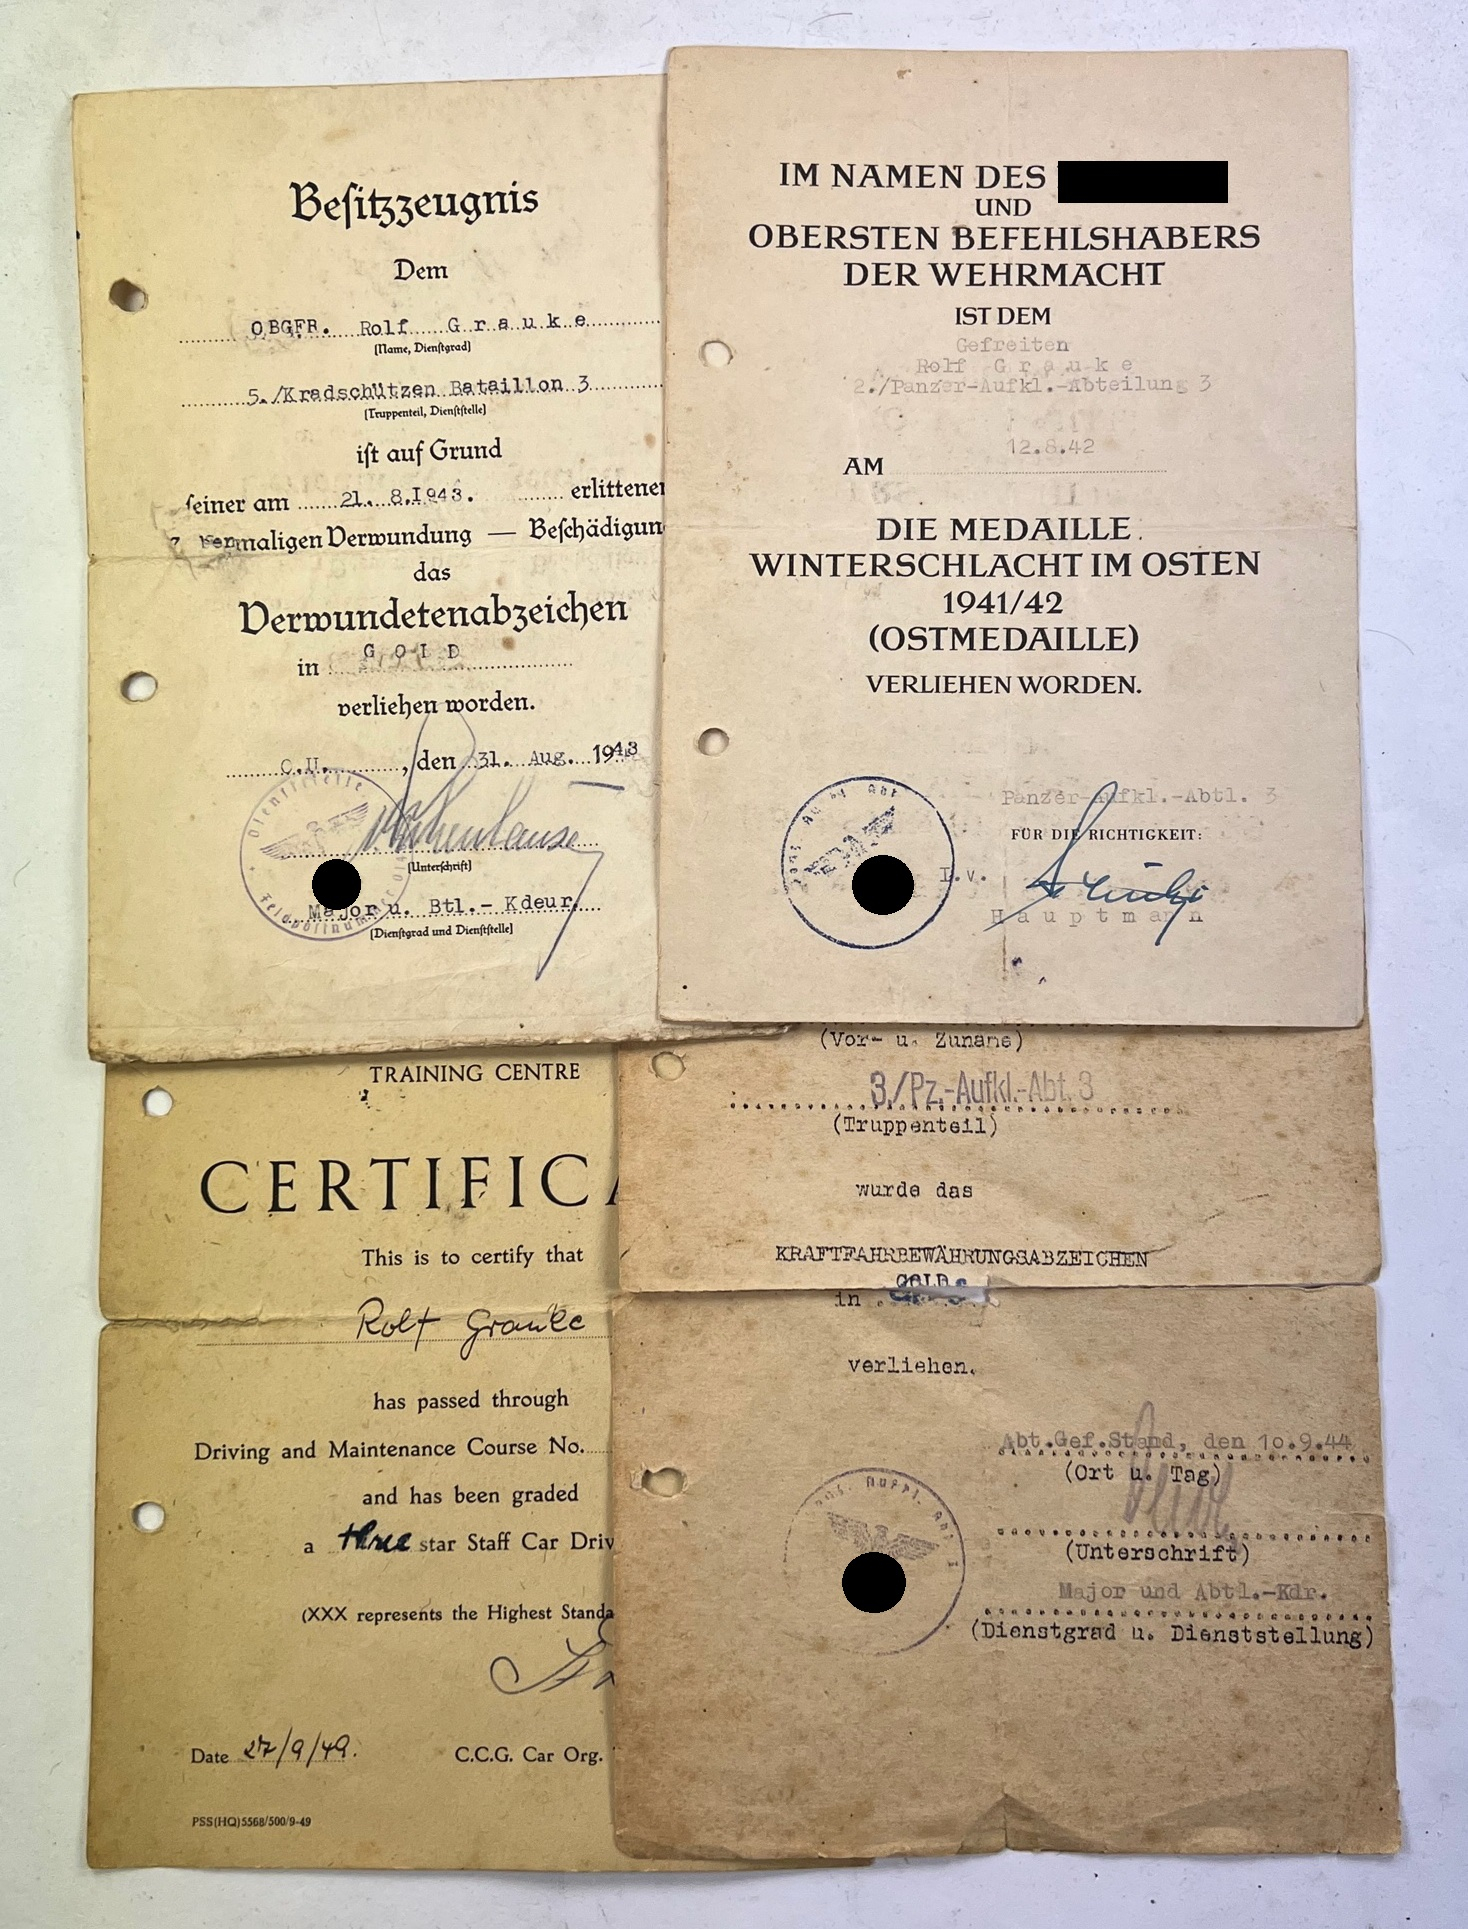 Besitzzeugnis
Dem
OBGFR. Rolf Grauke
(Name, Dienstgrad)
5./Kradschützen Bataillon 3
(Truppenteil, Dienststelle)
ist auf Grund
seiner am 21. 8.1943. erlittenen
maligen Verwundung — Beschädigun
das
Verwundetenabzeichen
in GOLD
verliehen worden.
O.U., den 31. Aug. 1943
(Unterschrift)
Major u. Btl.- Kdeur.
(Dienstgrad und Dienststelle)
Dienststelle
Feldpostnummer
IM NAMEN DES
UND
OBERSTEN BEFEHLSHABERS
DER WEHRMACHT
IST DEM
Gefreiten
Rolf Grauke
2./Panzer-Aufkl.-Abteilung 3
AM 12.8.42
DIE MEDAILLE
WINTERSCHLACHT IM OSTEN
1941/42
(OSTMEDAILLE)
VERLIEHEN WORDEN.
Panzer-Aufkl.-Abtl. 3
FÜR DIE RICHTIGKEIT:
I.V.
Hauptmann
TRAINING CENTRE
CERTIFICA
This is to certify that
Rolf Grauke
has passed through
Driving and Maintenance Course No.
and has been graded
a three star Staff Car Driv
(XXX represents the Highest Standa
Date 27/9/49.
C.C.G. Car Org.
PSS(HQ)5568/500/9-49
(Vor- u. Zuname)
3./Pz.-Aufkl.-Abt. 3
(Truppenteil)
wurde das
KRAFTFAHRBEWÄHRUNGSABZEICHEN
in GOLD
verliehen.
Abt.Gef.Stand, den 10.9.44
(Ort u. Tag)
(Unterschrift)
Major und Abtl.-Kdr.
(Dienstgrad u. Dienststellung)